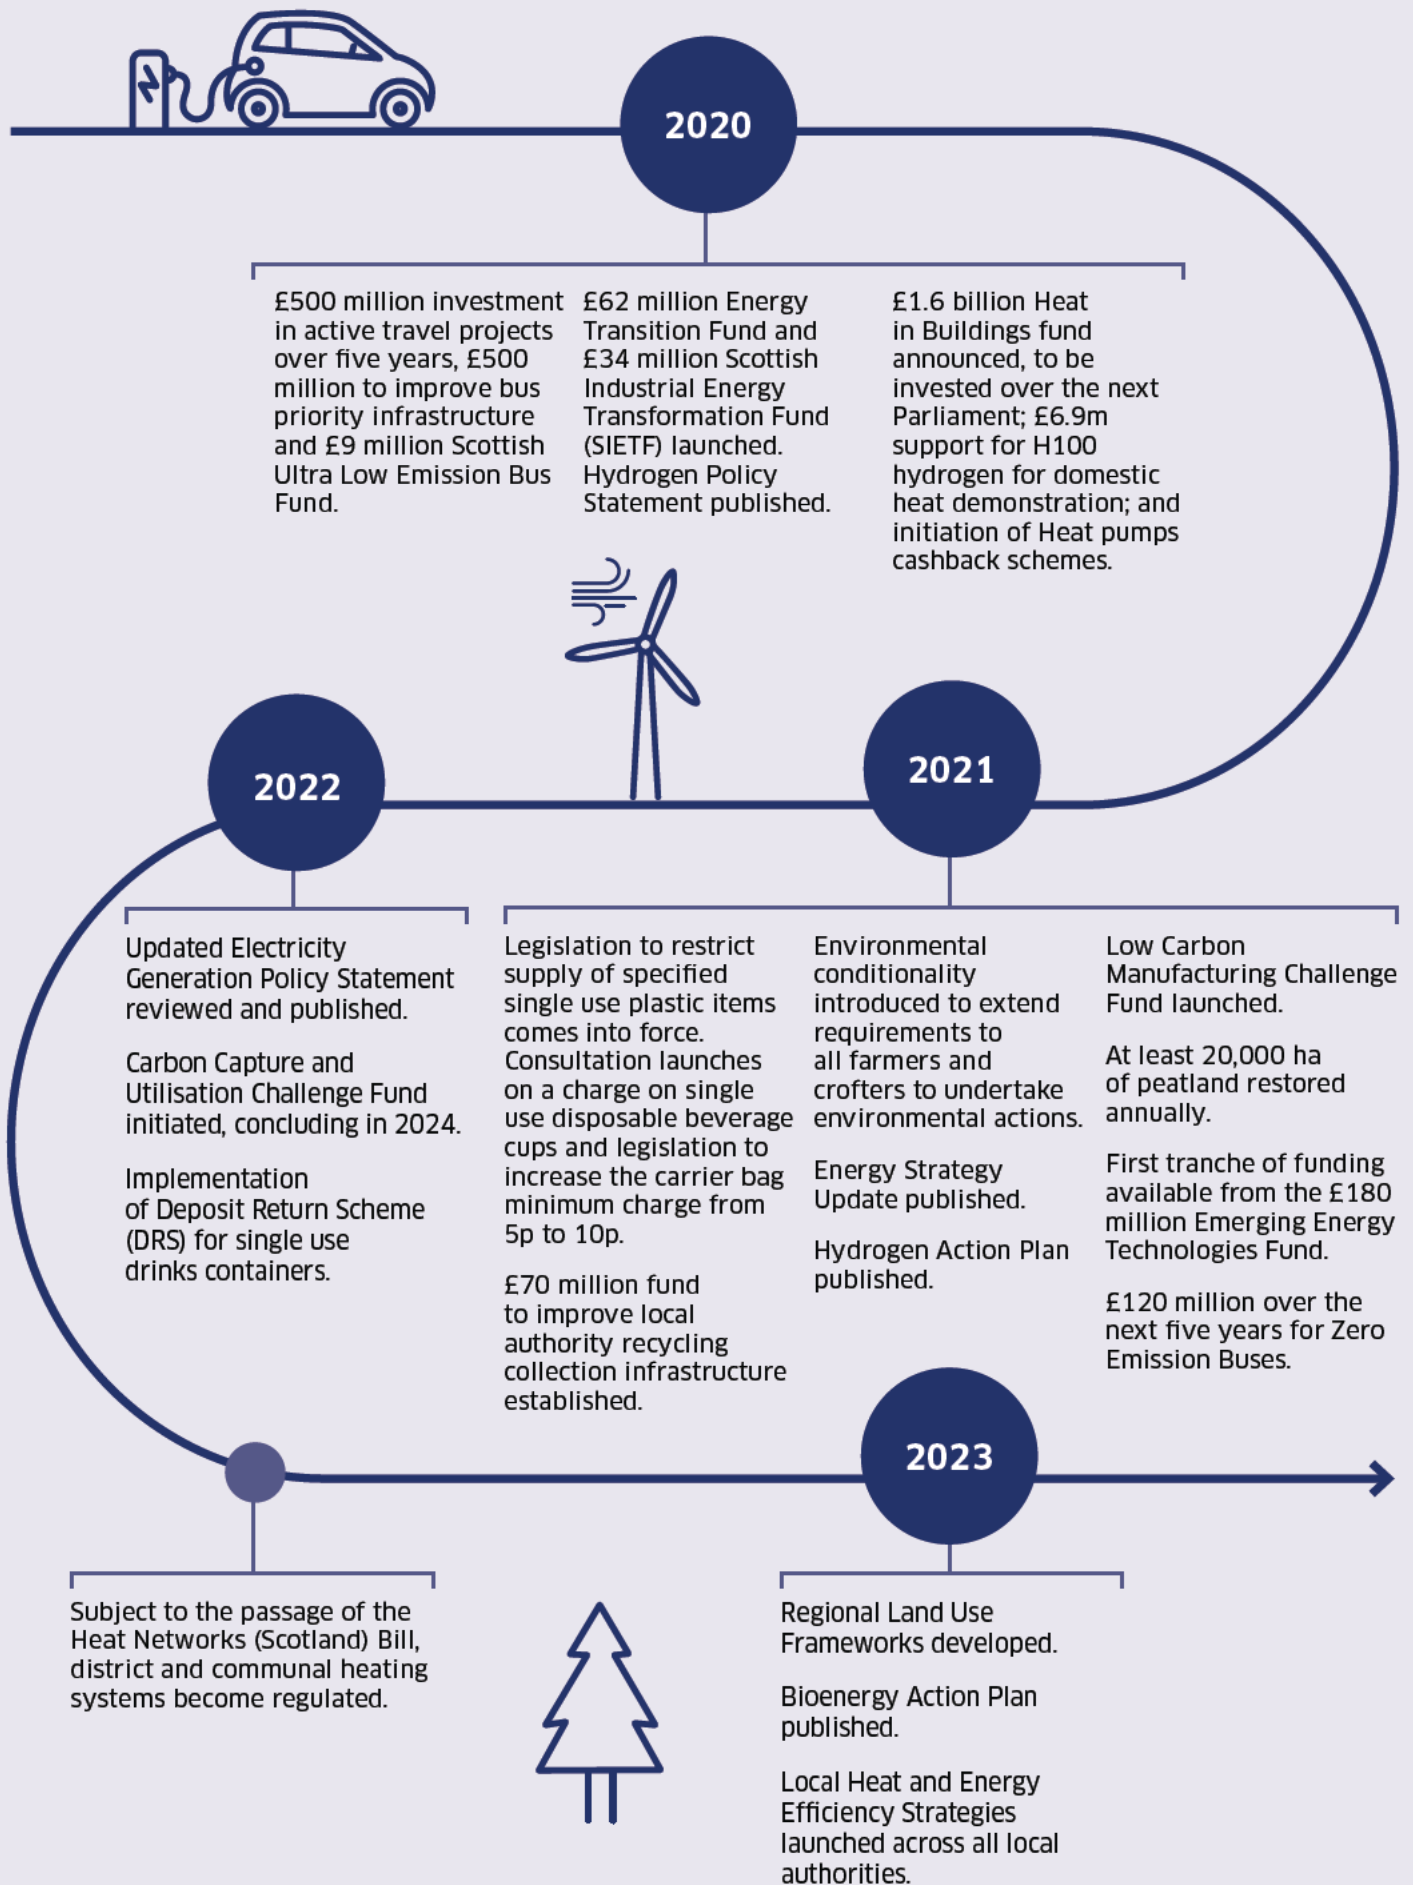 2020
£500 million investment
in active travel projects
over five years, £500
million to improve bus
priority infrastructure
and £9 million Scottish
Ultra Low Emission Bus
Fund.
£62 million Energy
Transition Fund and
£34 million Scottish
Industrial Energy
Transformation Fund
(SIETF) launched.
Hydrogen Policy
Statement published.
£1.6 billion Heat
in Buildings fund
announced, to be
invested over the next
Parliament; £6.9m
support for H100
hydrogen for domestic
heat demonstration; and
initiation of Heat pumps
cashback schemes.
2021
Legislation to restrict
supply of specified
single use plastic items
comes into force.
Consultation launches
on a charge on single
use disposable beverage
cups and legislation to
increase the carrier bag
minimum charge from
5p to 10p.
£70 million fund
to improve local
authority recycling
collection infrastructure
established.
Environmental
conditionality
introduced to extend
requirements to
all farmers and
crofters to undertake
environmental actions.
Energy Strategy
Update published.
Hydrogen Action Plan
published.
Low Carbon
Manufacturing Challenge
Fund launched.
At least 20,000 ha
of peatland restored
annually.
First tranche of funding
available from the £180
million Emerging Energy
Technologies Fund.
£120 million over the
next five years for Zero
Emission Buses.
2022
Updated Electricity
Generation Policy Statement
reviewed and published.
Carbon Capture and
Utilisation Challenge Fund
initiated, concluding in 2024.
Implementation
of Deposit Return Scheme
(DRS) for single use
drinks containers.
Subject to the passage of the
Heat Networks (Scotland) Bill,
district and communal heating
systems become regulated.
2023
Regional Land Use
Frameworks developed.
Bioenergy Action Plan
published.
Local Heat and Energy
Efficiency Strategies
launched across all local
authorities.